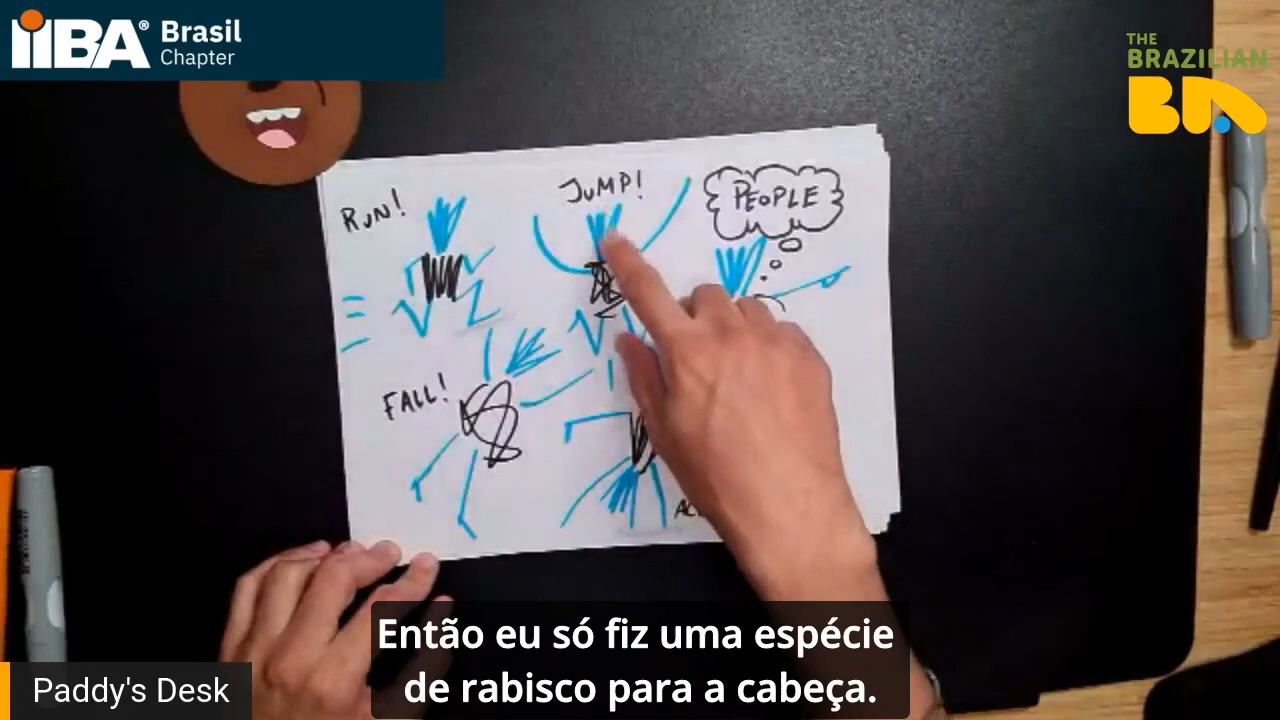 IIBA® Brasil
Chapter
THE
BRAZILIAN
BA
RUN!
JUMP!
PEOPLE
FALL!
Então eu só fiz uma espécie
de rabisco para a cabeça.
Paddy's Desk